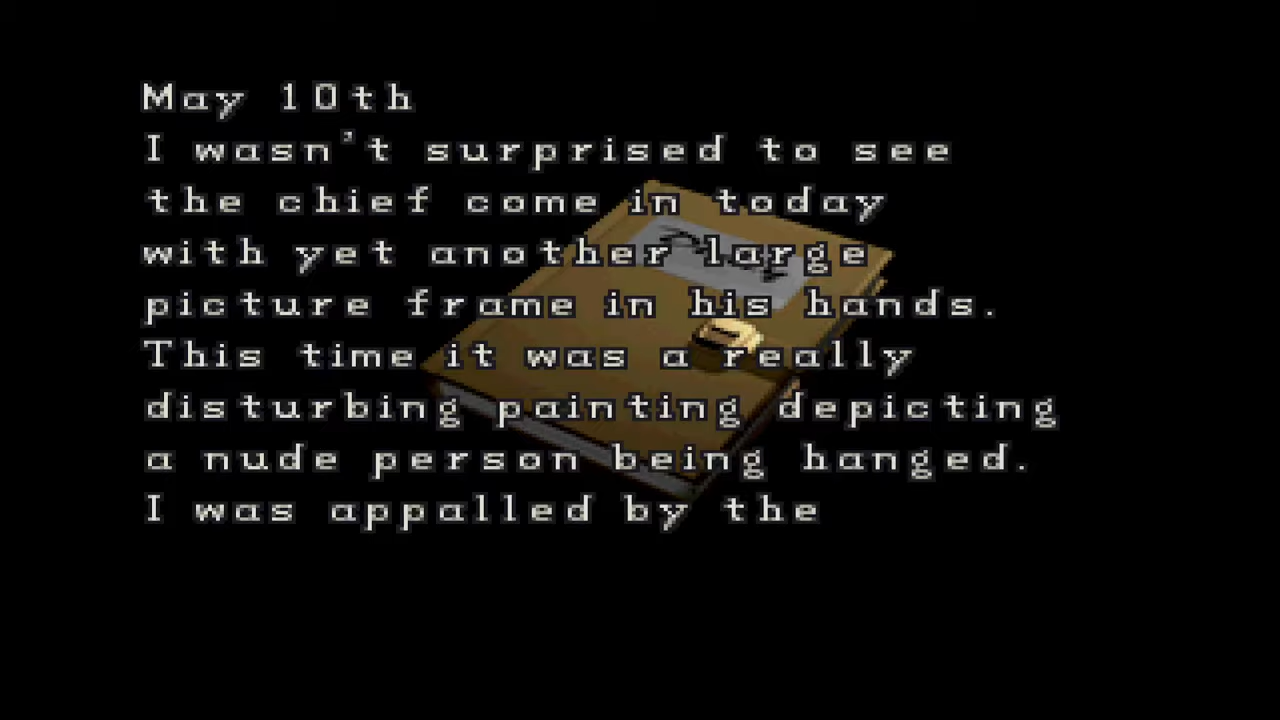 May 10th
I wasn't surprised to see
the chief come in today
with yet another large
picture frame in his hands.
This time it was a really
disturbing painting depicting
a nude person being hanged.
I was appalled by the